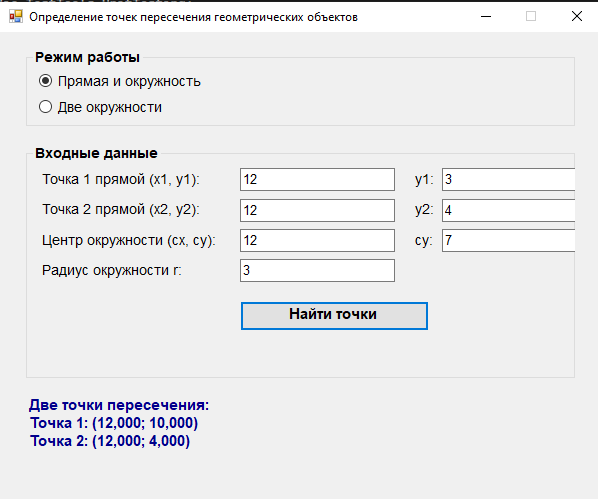 Определение точек пересечения геометрических объектов
Режим работы
Прямая и окружность
Две окружности
Входные данные
Точка 1 прямой (x1, y1): 12 y1: 3
Точка 2 прямой (x2, y2): 12 y2: 4
Центр окружности (cx, cy): 12 cy: 7
Радиус окружности r: 3
Найти точки
Две точки пересечения:
Точка 1: (12,000; 10,000)
Точка 2: (12,000; 4,000)